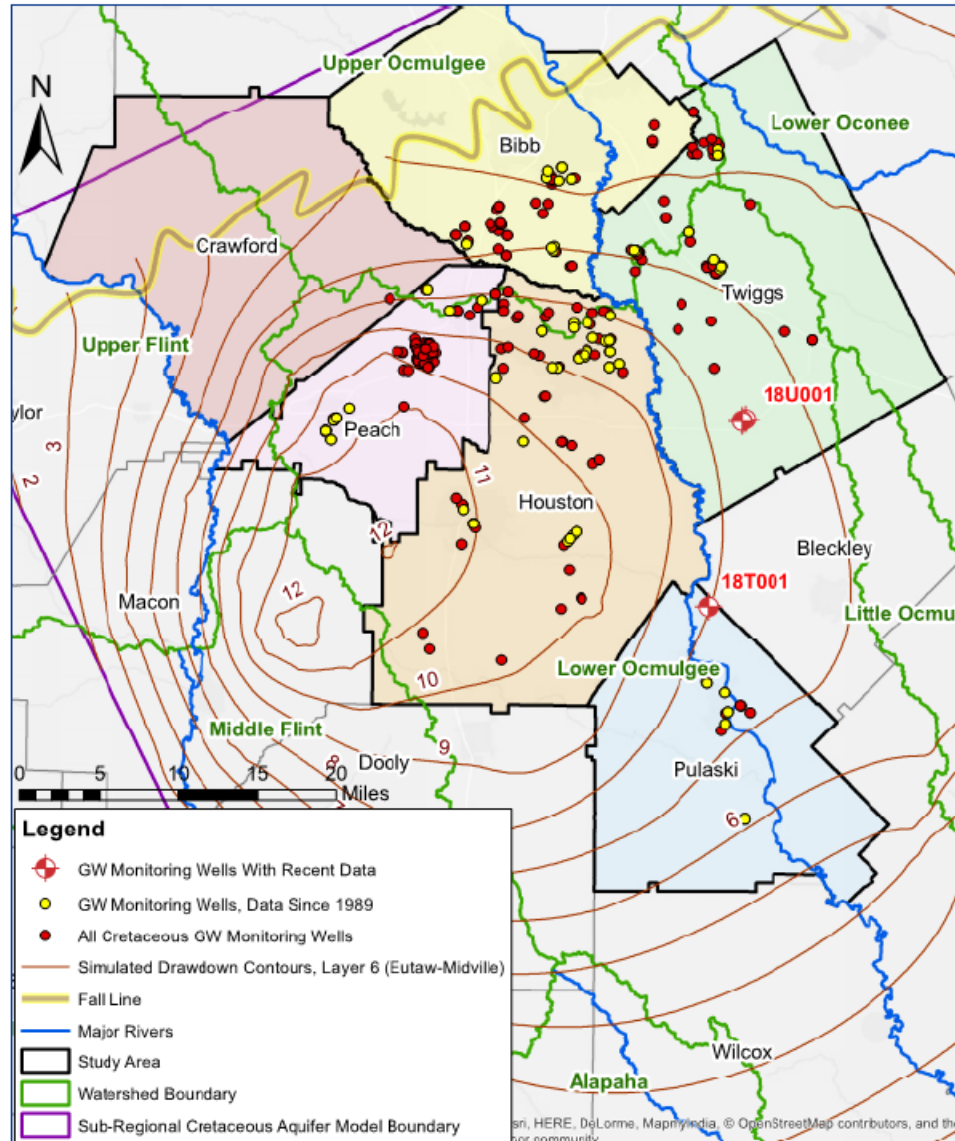 N
Upper Ocmulgee
Lower Oconee
Bibb
Crawford
Twiggs
Upper Flint
18U001
ylor
3
2
Peach
11
Houston
12
Bleckley
18T001
12
Macon
Little Ocmu
Lower Ocmulgee
10
Middle Flint
9
8
Dooly
Pulaski
0 5 10 15 20
Miles
6
Legend
GW Monitoring Wells With Recent Data
GW Monitoring Wells, Data Since 1989
All Cretaceous GW Monitoring Wells
Simulated Drawdown Contours, Layer 6 (Eutaw-Midville)
Fall Line
Major Rivers
Study Area
Watershed Boundary
Sub-Regional Cretaceous Aquifer Model Boundary
Wilcox
Alapaha
sri, HERE, DeLorme, MapmyIndia, © OpenStreetMap contributors, and the
community